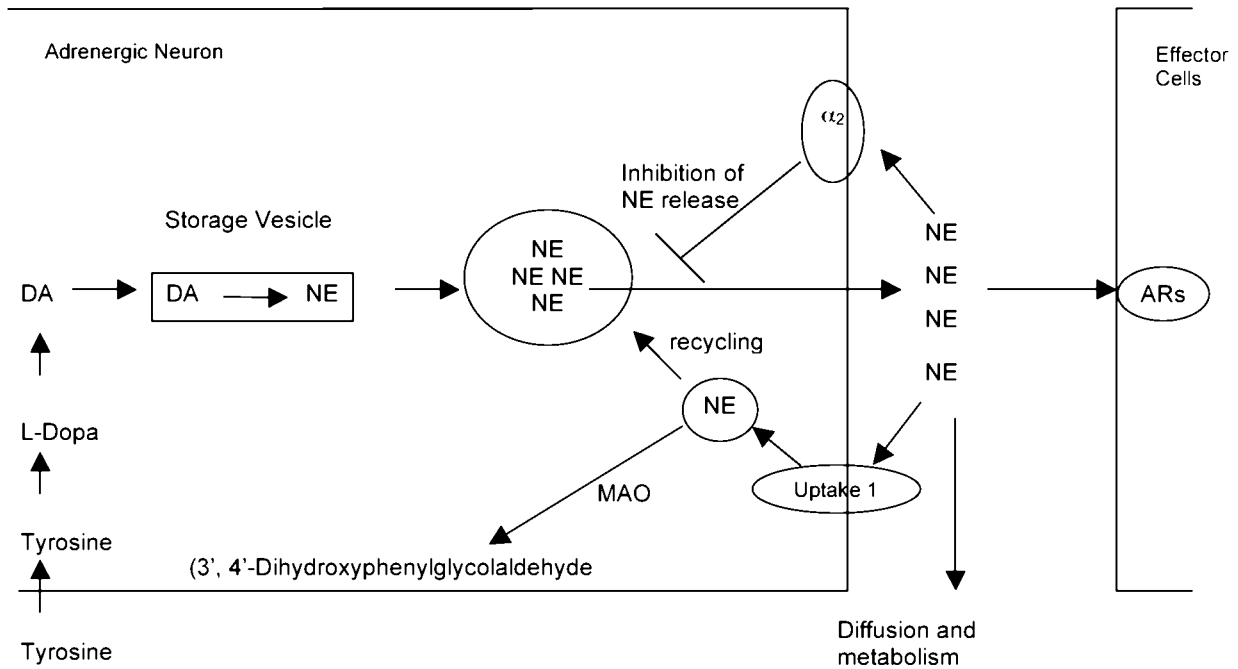 Adrenergic Neuron
Effector
Cells
α2
Inhibition of
NE release
Storage Vesicle
NE
NE NE
NE
DA
DA
NE
NE
NE
NE
NE
ARs
recycling
NE
L-Dopa
MAO
Uptake 1
Tyrosine
(3', 4'-Dihydroxyphenylglycolaldehyde
Tyrosine
Diffusion and
metabolism